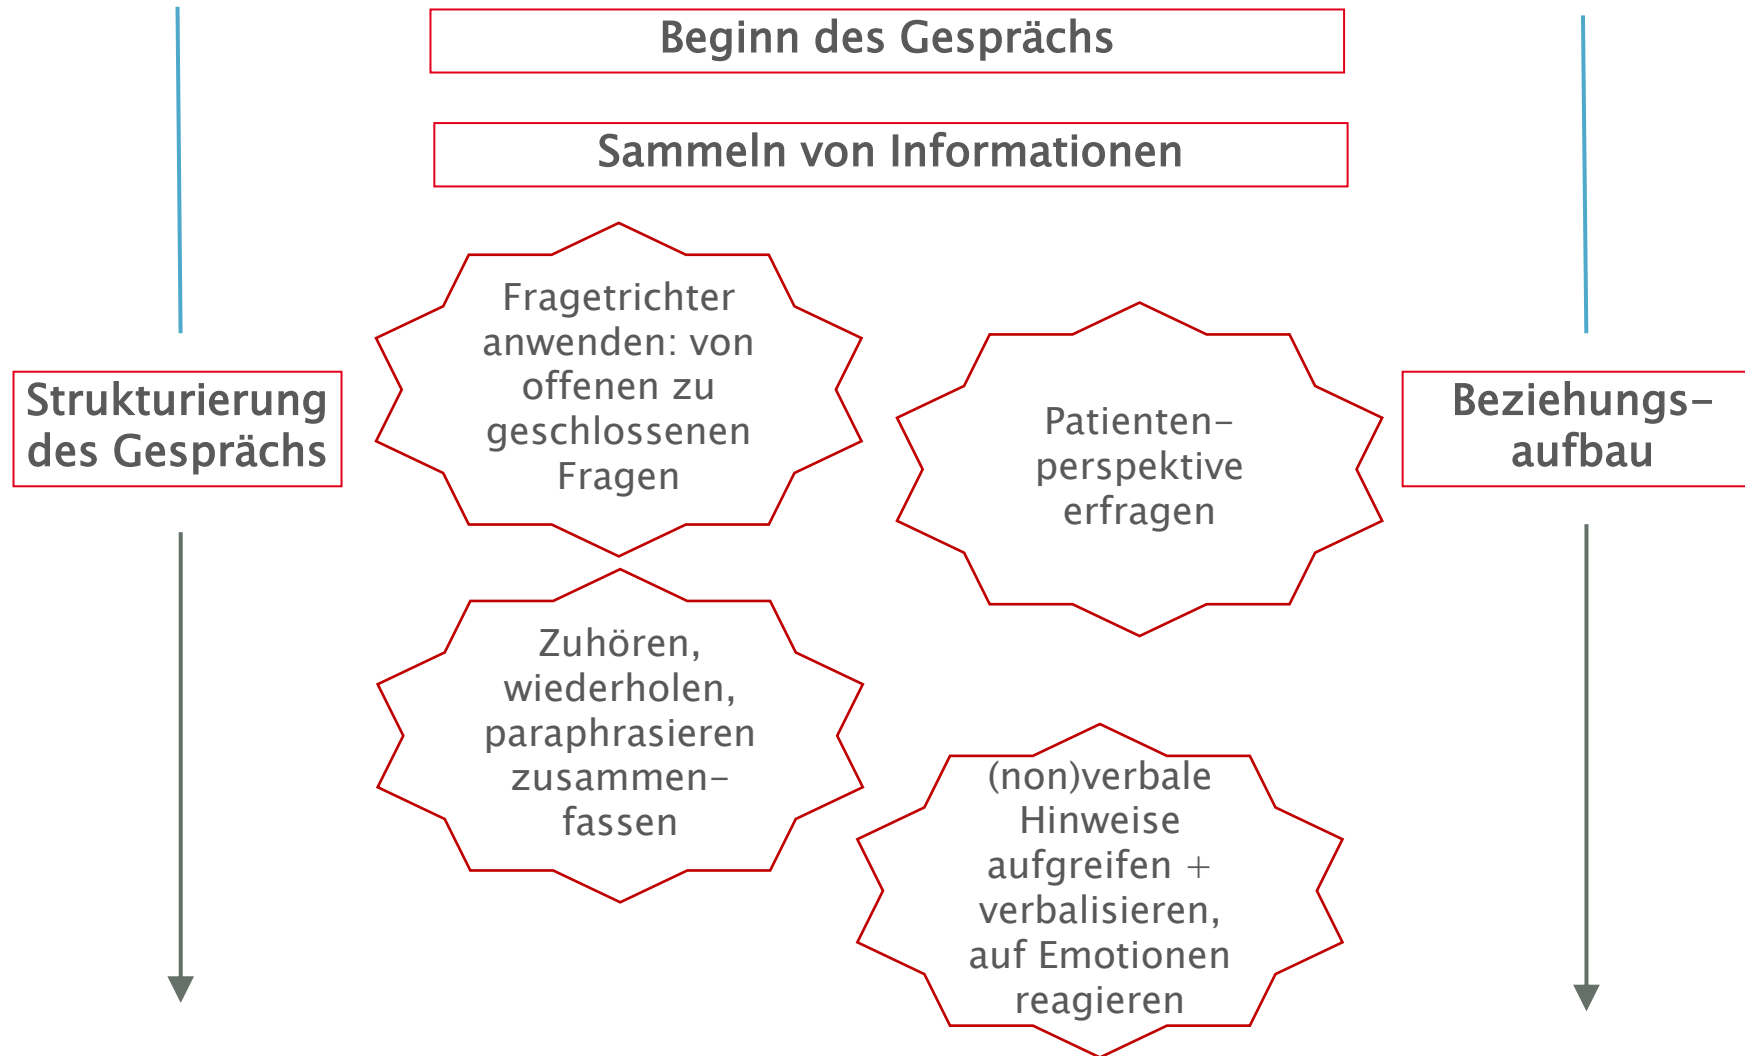 Beginn des Gesprächs
Sammeln von Informationen
Strukturierung
des Gesprächs
Fragetrichter
anwenden: von
offenen zu
geschlossenen
Fragen
Patienten-
perspektive
erfragen
Beziehungs-
aufbau
Zuhören,
wiederholen,
paraphrasieren
zusammen-
fassen
(non)verbale
Hinweise
aufgreifen +
verbalisieren,
auf Emotionen
reagieren